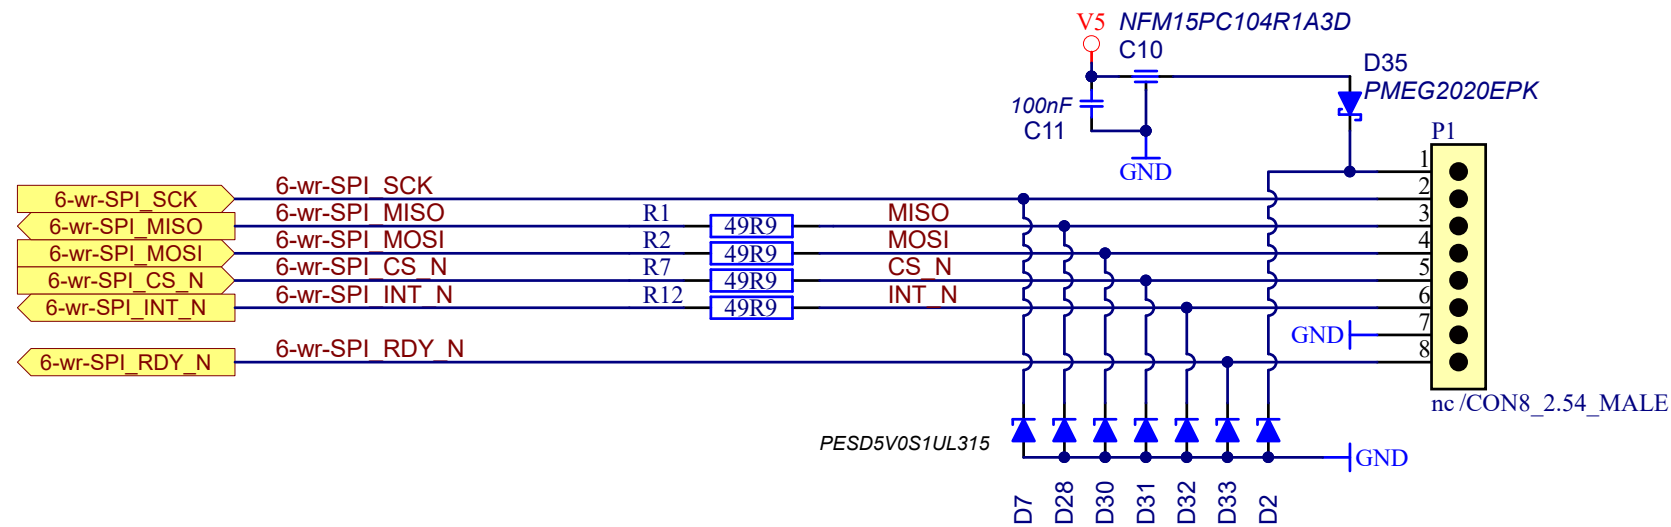 V5 NFM15PC104R1A3D
C10
D35
PMEG2020EPK
100nF
C11
GND
P1
1
6-wr-SPI_SCK 6-wr-SPI_SCK 2
6-wr-SPI_MISO 6-wr-SPI_MISO R1 49R9 MISO 3
6-wr-SPI_MOSI 6-wr-SPI_MOSI R2 49R9 MOSI 4
6-wr-SPI_CS_N 6-wr-SPI_CS_N R7 49R9 CS_N 5
6-wr-SPI_INT_N 6-wr-SPI_INT_N R12 49R9 INT_N 6
GND 7
6-wr-SPI_RDY_N 6-wr-SPI_RDY_N 8
nc /CON8_2.54_MALE
PESD5V0S1UL315
GND
D7 D28 D30 D31 D32 D33 D2